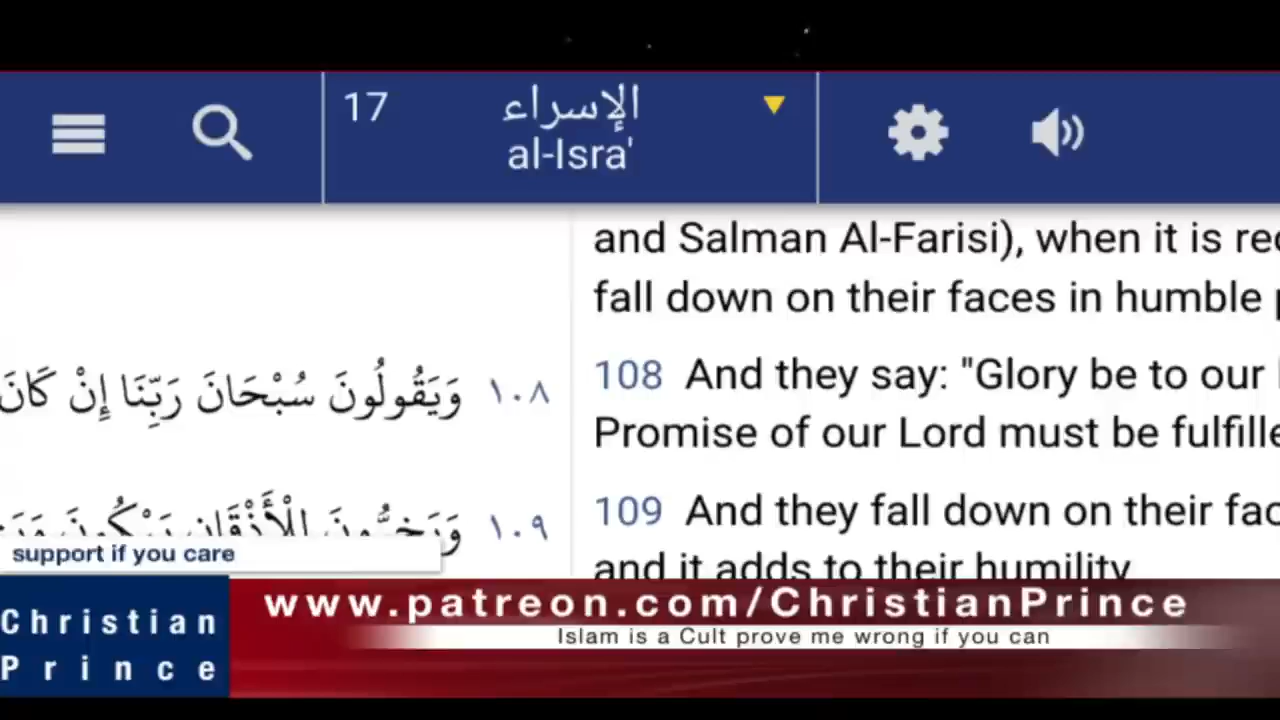 17
الإسراء
al-Isra'
and Salman Al-Farisi), when it is
fall down on their faces in humble
وَيَقُولُونَ سُبْحَانَ رَبِّنَا إِنْ كَانَ ١٠٨
108 And they say: "Glory be to our
Promise of our Lord must be fulfille
وَيَخِرُّونَ لِلْأَذْقَانِ يَبْكُونَ ١٠٩
109 And they fall down on their fac
and it adds to their humility.
support if you care
Christian
Prince
www.patreon.com/ChristianPrince
Islam is a Cult prove me wrong if you can